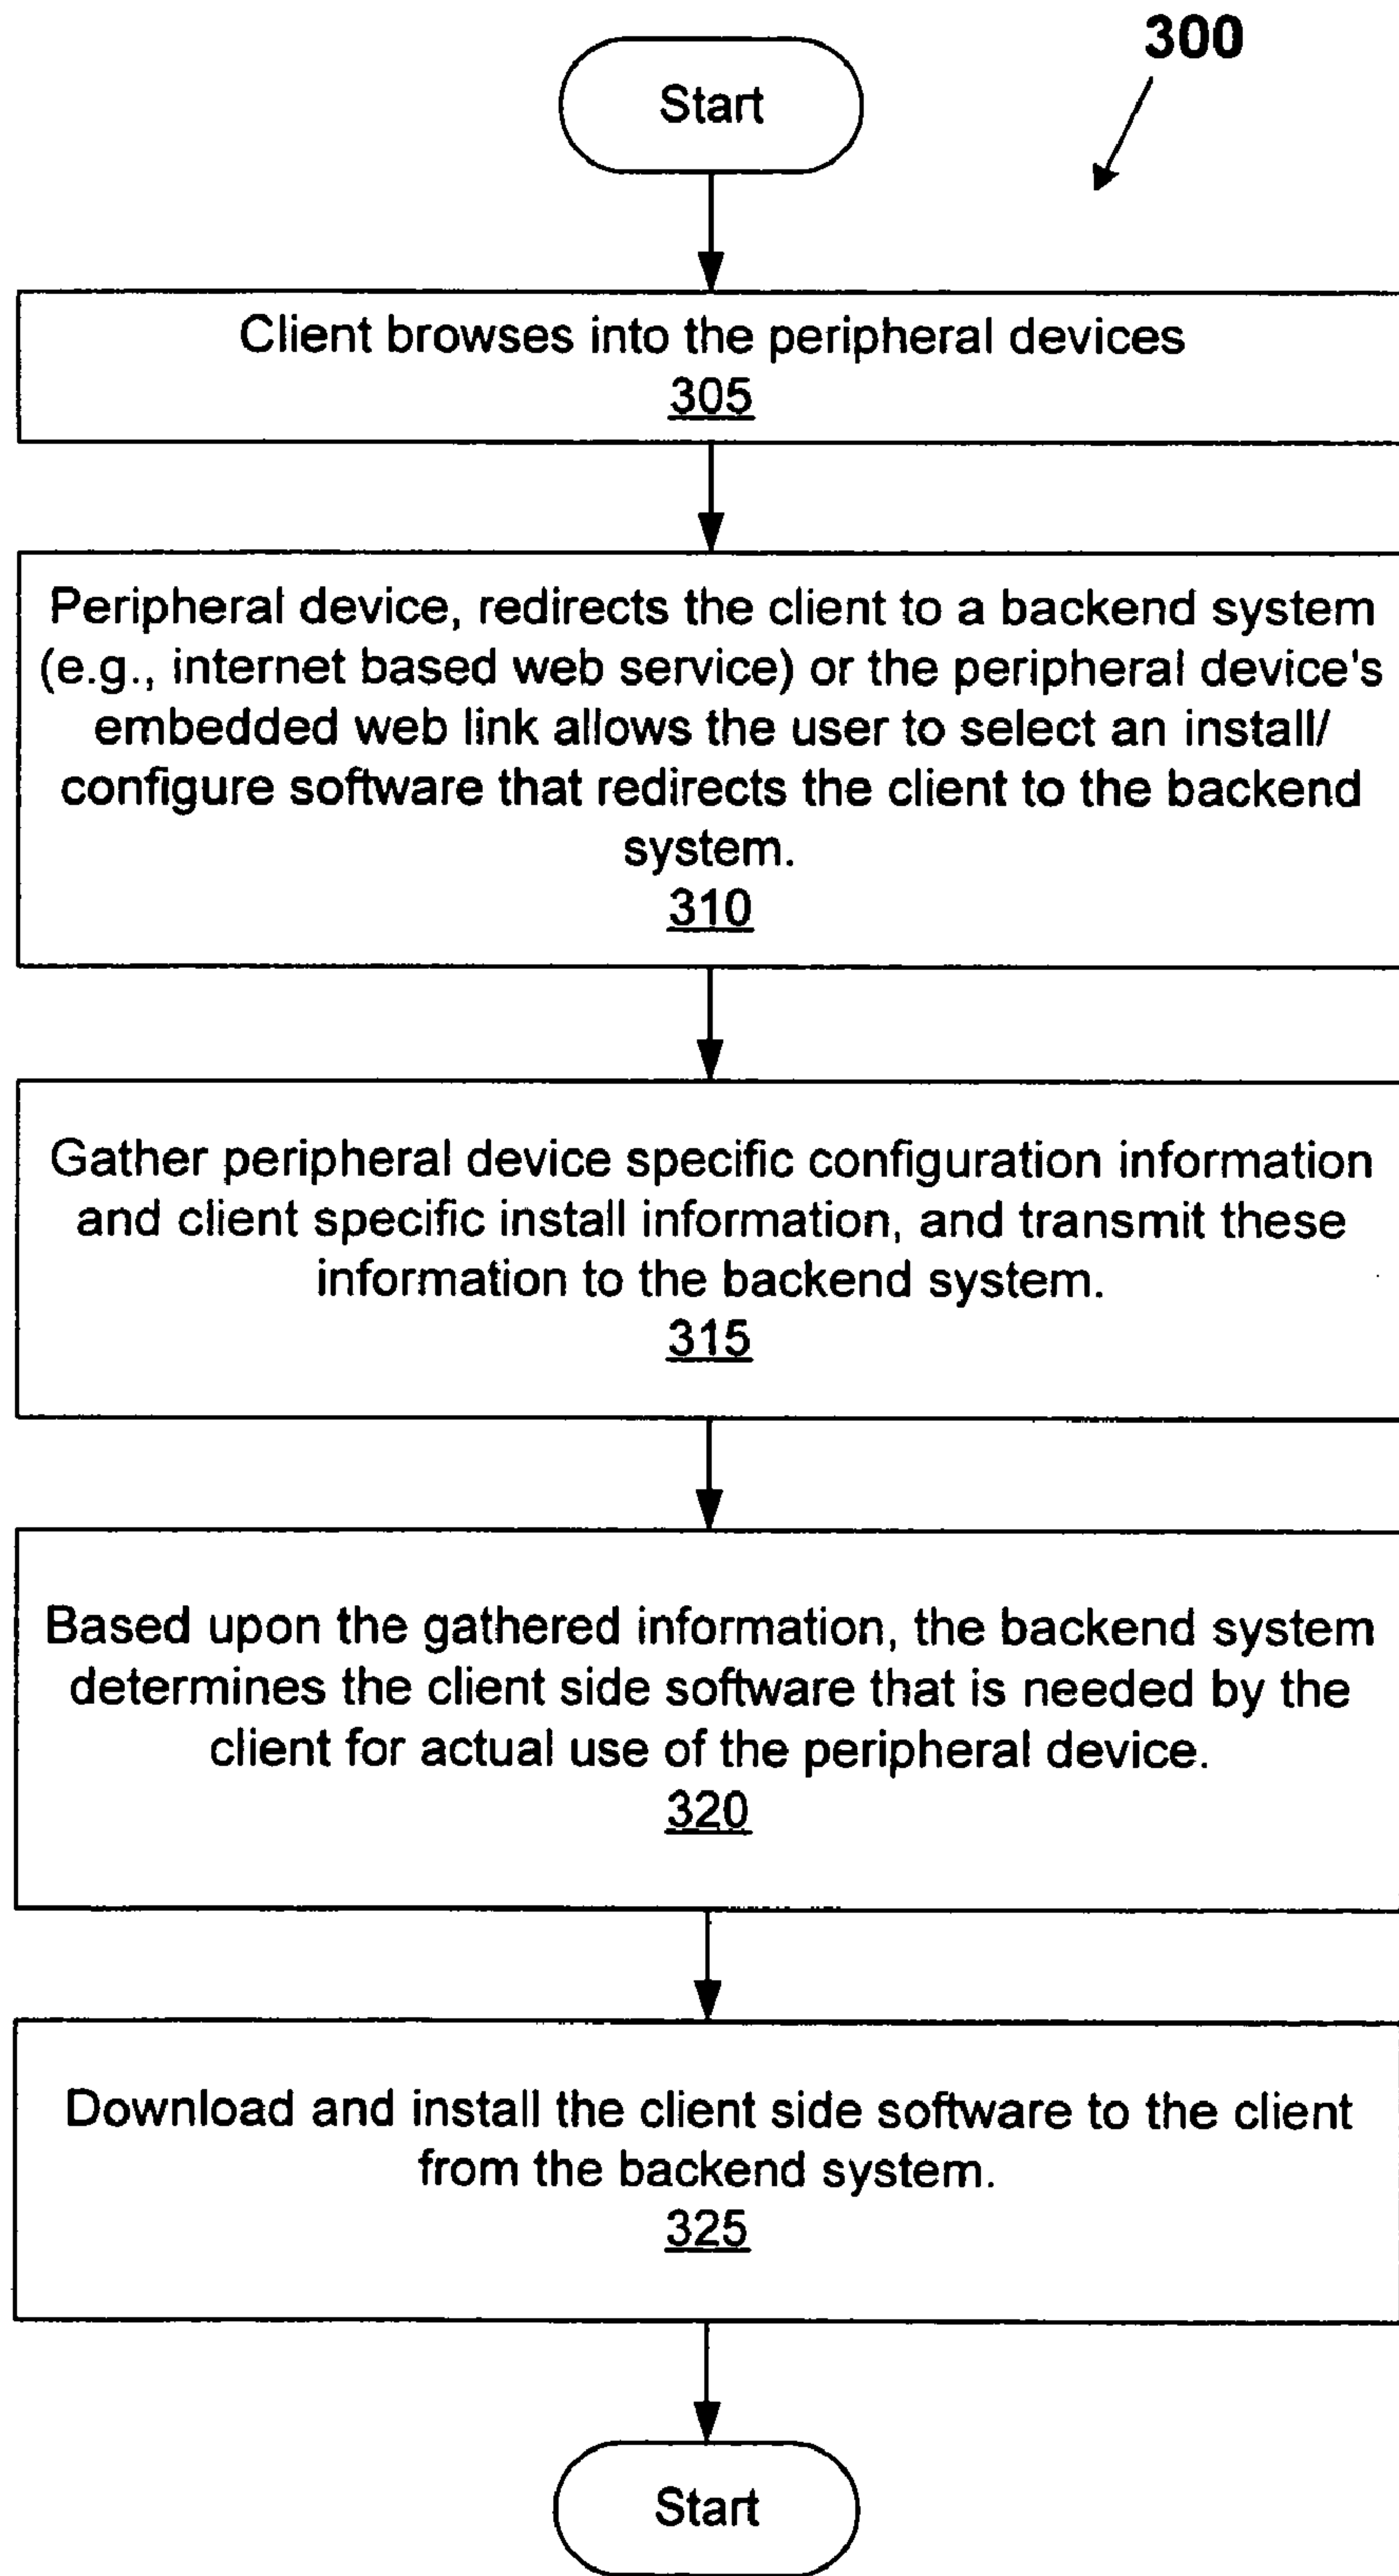 300
Start
Client browses into the peripheral devices
305
Peripheral device, redirects the client to a backend system
(e.g., internet based web service) or the peripheral device's
embedded web link allows the user to select an install/
configure software that redirects the client to the backend
system.
310
Gather peripheral device specific configuration information
and client specific install information, and transmit these
information to the backend system.
315
Based upon the gathered information, the backend system
determines the client side software that is needed by the
client for actual use of the peripheral device.
320
Download and install the client side software to the client
from the backend system.
325
Start